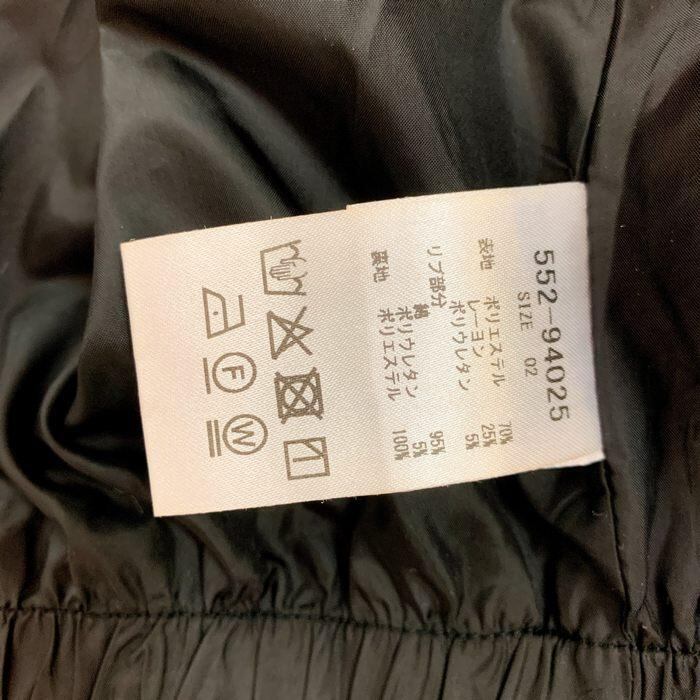 552-94025
SIZE 02
表地 ポリエステル 70%
レーヨン 25%
ポリウレタン 5%
リブ部分
綿 95%
ポリウレタン 5%
裏地 ポリエステル 100%
F
W